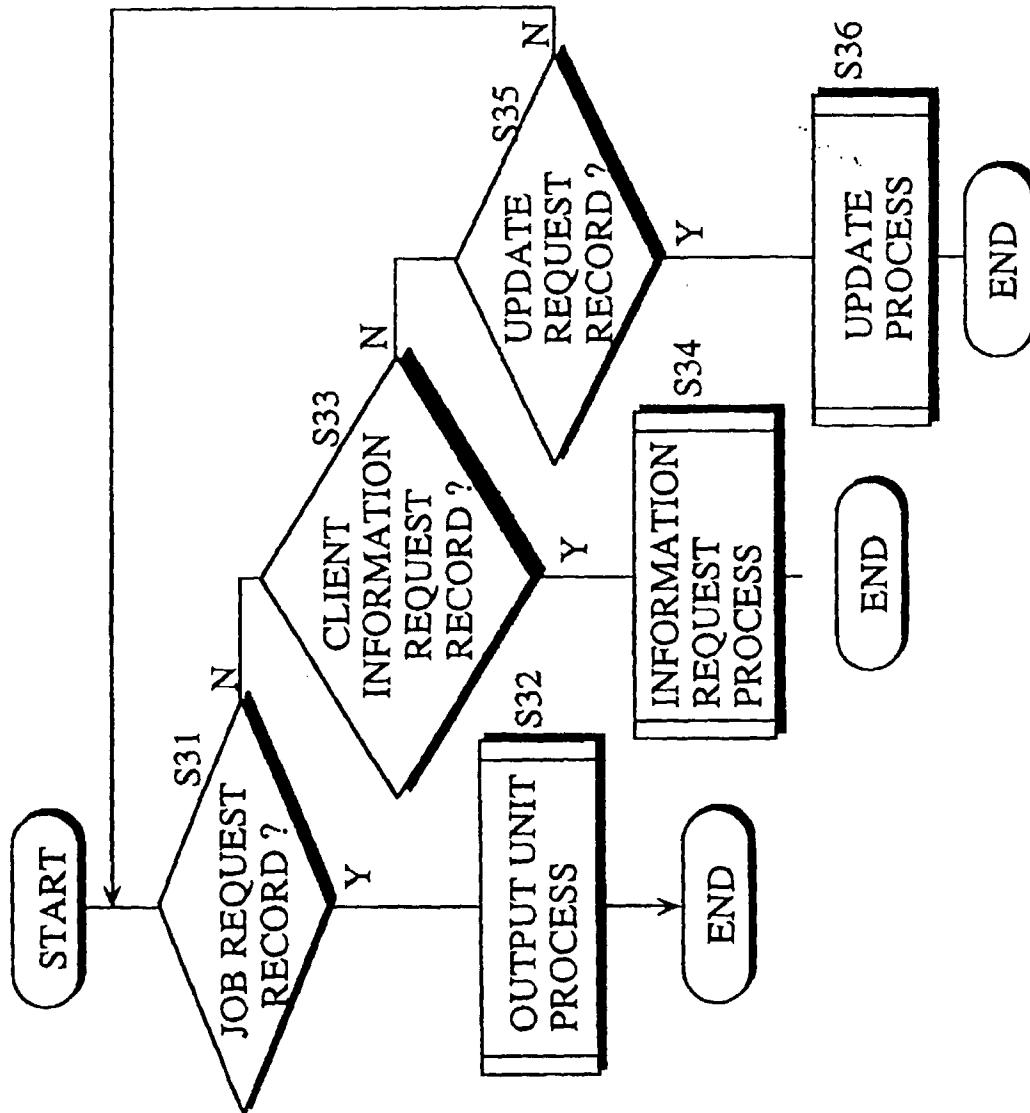 START
JOB REQUEST
RECORD ?
S31
N
Y
OUTPUT UNIT
PROCESS
S32
END
CLIENT
INFORMATION
REQUEST
RECORD ?
S33
N
Y
INFORMATION
REQUEST
PROCESS
S34
END
UPDATE
REQUEST
RECORD ?
S35
N
Y
UPDATE
PROCESS
S36
END